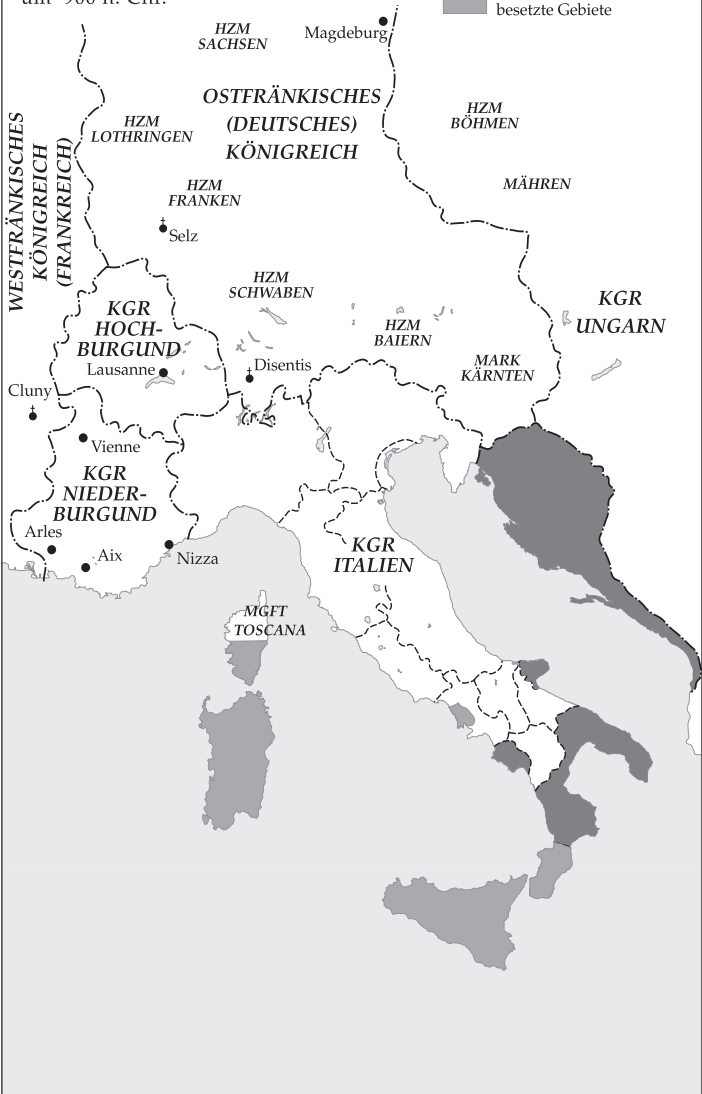 um 900 n. Chr.
besetzte Gebiete
HZM
SACHSEN
Magdeburg
OSTFRÄNKISCHES
(DEUTSCHES)
KÖNIGREICH
HZM
BÖHMEN
HZM
LOTHRINGEN
WESTFRÄNKISCHES
KÖNIGREICH
(FRANKREICH)
MÄHREN
HZM
FRANKEN
Selz
HZM
SCHWABEN
KGR
HOCH-
BURGUND
KGR
UNGARN
HZM
BAIERN
Lausanne
Disentis
MARK
KÄRNTEN
Cluny
Vienne
KGR
NIEDER-
BURGUND
Arles
Aix
Nizza
KGR
ITALIEN
MGFT
TOSCANA